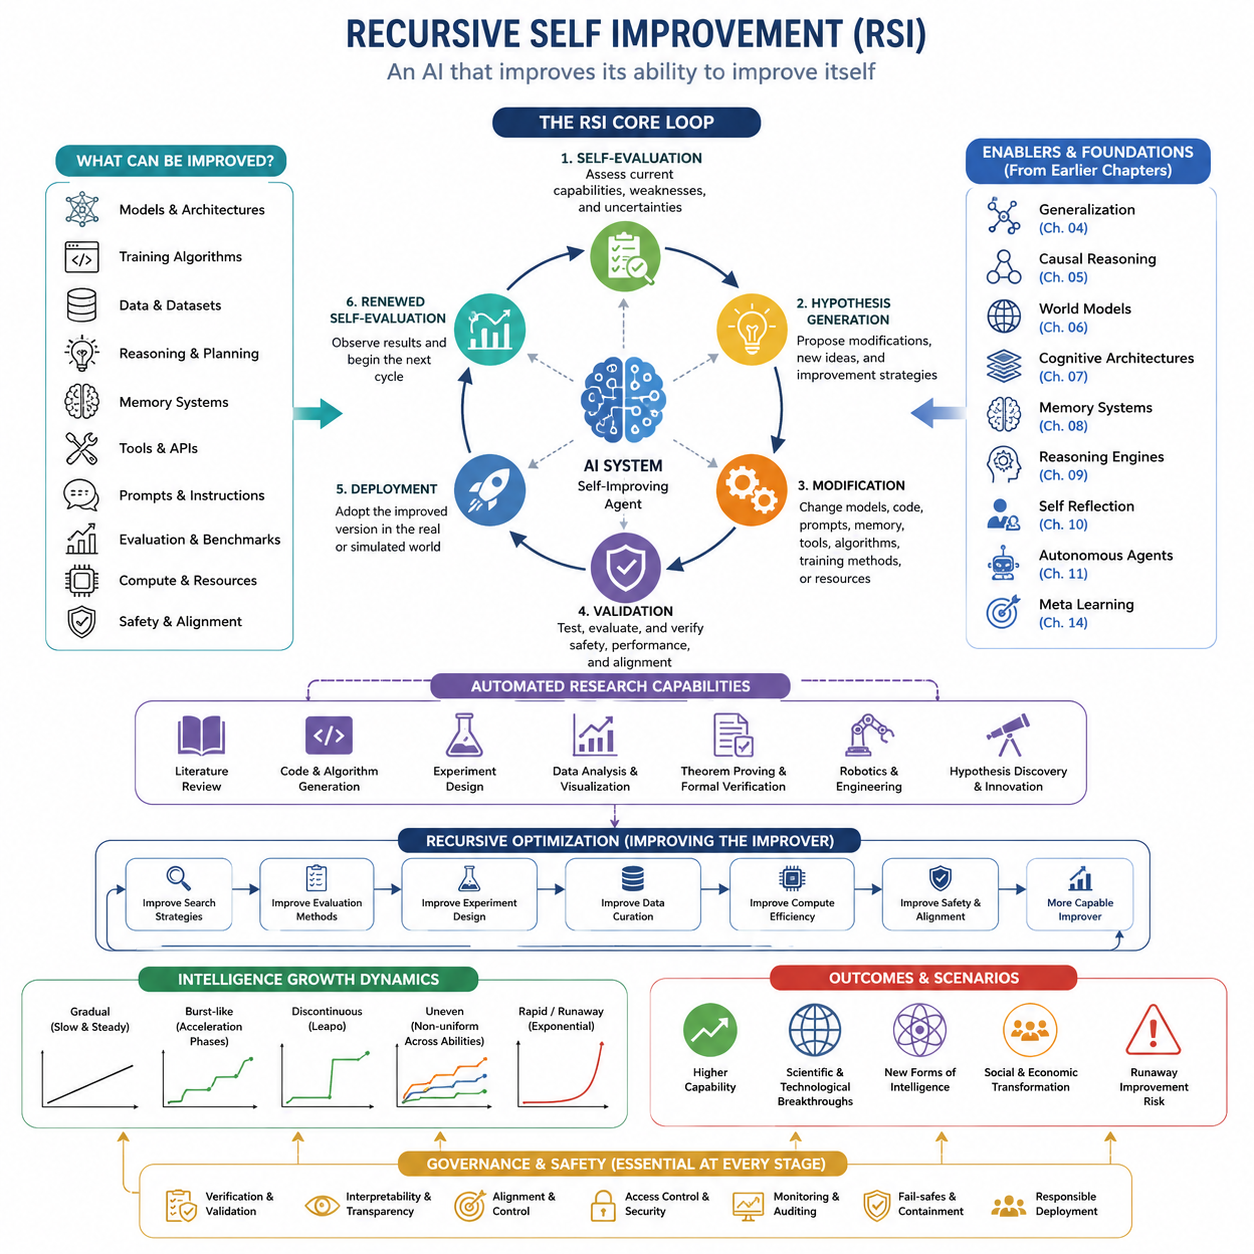 RECURSIVE SELF IMPROVEMENT (RSI)
An AI that improves its ability to improve itself
THE RSI CORE LOOP
WHAT CAN BE IMPROVED?
Models & Architectures
Training Algorithms
Data & Datasets
Reasoning & Planning
Memory Systems
Tools & APIs
Prompts & Instructions
Evaluation & Benchmarks
Compute & Resources
Safety & Alignment
1. SELF-EVALUATION
Assess current
capabilities, weaknesses,
and uncertainties
2. HYPOTHESIS
GENERATION
Propose modifications,
new ideas, and
improvement strategies
3. MODIFICATION
Change models, code,
prompts, memory,
tools, algorithms,
training methods,
or resources
4. VALIDATION
Test, evaluate, and verify
safety, performance,
and alignment
5. DEPLOYMENT
Adopt the improved
version in the real
or simulated world
6. RENEWED
SELF-EVALUATION
Observe results and
begin the next
cycle
AI SYSTEM
Self-Improving
Agent
ENABLERS & FOUNDATIONS
(From Earlier Chapters)
Generalization
(Ch. 04)
Causal Reasoning
(Ch. 05)
World Models
(Ch. 06)
Cognitive Architectures
(Ch. 07)
Memory Systems
(Ch. 08)
Reasoning Engines
(Ch. 09)
Self Reflection
(Ch. 10)
Autonomous Agents
(Ch. 11)
Meta Learning
(Ch. 14)
AUTOMATED RESEARCH CAPABILITIES
Literature
Review
Code & Algorithm
Generation
Experiment
Design
Data Analysis &
Visualization
Theorem Proving &
Formal Verification
Robotics &
Engineering
Hypothesis Discovery
& Innovation
RECURSIVE OPTIMIZATION (IMPROVING THE IMPROVER)
Improve Search
Strategies
Improve Evaluation
Methods
Improve Experiment
Design
Improve Data
Curation
Improve Compute
Efficiency
Improve Safety &
Alignment
More Capable
Improver
INTELLIGENCE GROWTH DYNAMICS
Gradual
(Slow & Steady)
Burst-like
(Acceleration
Phases)
Discontinuous
(Leapo)
Uneven
(Non-uniform
Across Abilities)
Rapid / Runaway
(Exponential)
OUTCOMES & SCENARIOS
Higher
Capability
Scientific &
Technological
Breakthroughs
New Forms of
Intelligence
Social & Economic
Transformation
Runaway
Improvement
Risk
GOVERNANCE & SAFETY (ESSENTIAL AT EVERY STAGE)
Verification &
Validation
Interpretability &
Transparency
Alignment &
Control
Access Control &
Security
Monitoring &
Auditing
Fail-safes &
Containment
Responsible
Deployment